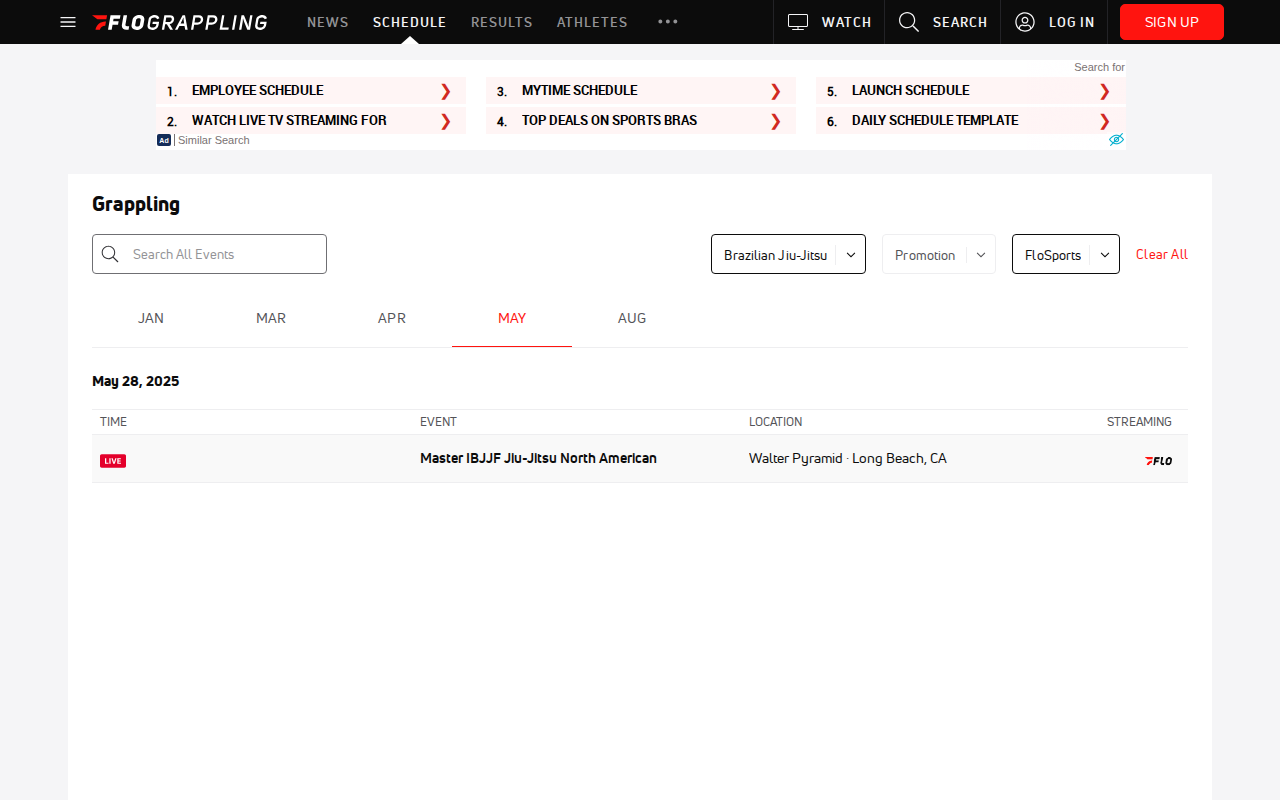 FLOGRAPPLING NEWS SCHEDULE RESULTS ATHLETES ••• WATCH SEARCH LOG IN SIGN UP
Search for
1. EMPLOYEE SCHEDULE ❯ 3. MYTIME SCHEDULE ❯ 5. LAUNCH SCHEDULE ❯
2. WATCH LIVE TV STREAMING FOR ❯ 4. TOP DEALS ON SPORTS BRAS ❯ 6. DAILY SCHEDULE TEMPLATE ❯
Ad | Similar Search
Grappling
Search All Events Brazilian Jiu-Jitsu Promotion FloSports Clear All
JAN MAR APR MAY AUG
May 28, 2025
TIME EVENT LOCATION STREAMING
LIVE Master IBJJF Jiu-Jitsu North American Walter Pyramid · Long Beach, CA FLO